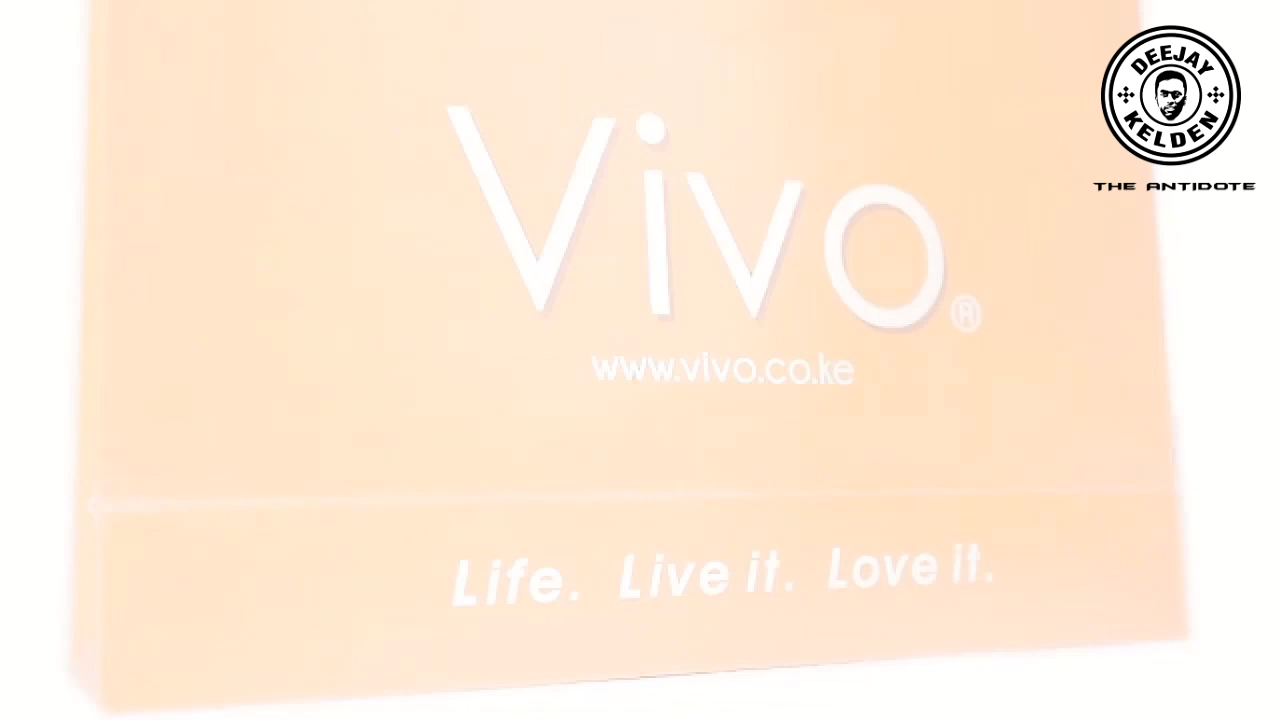 DEEJAY
KELDEN
THE ANTIDOTE
Vivo®
www.vivo.co.ke
Life. Live it. Love it.